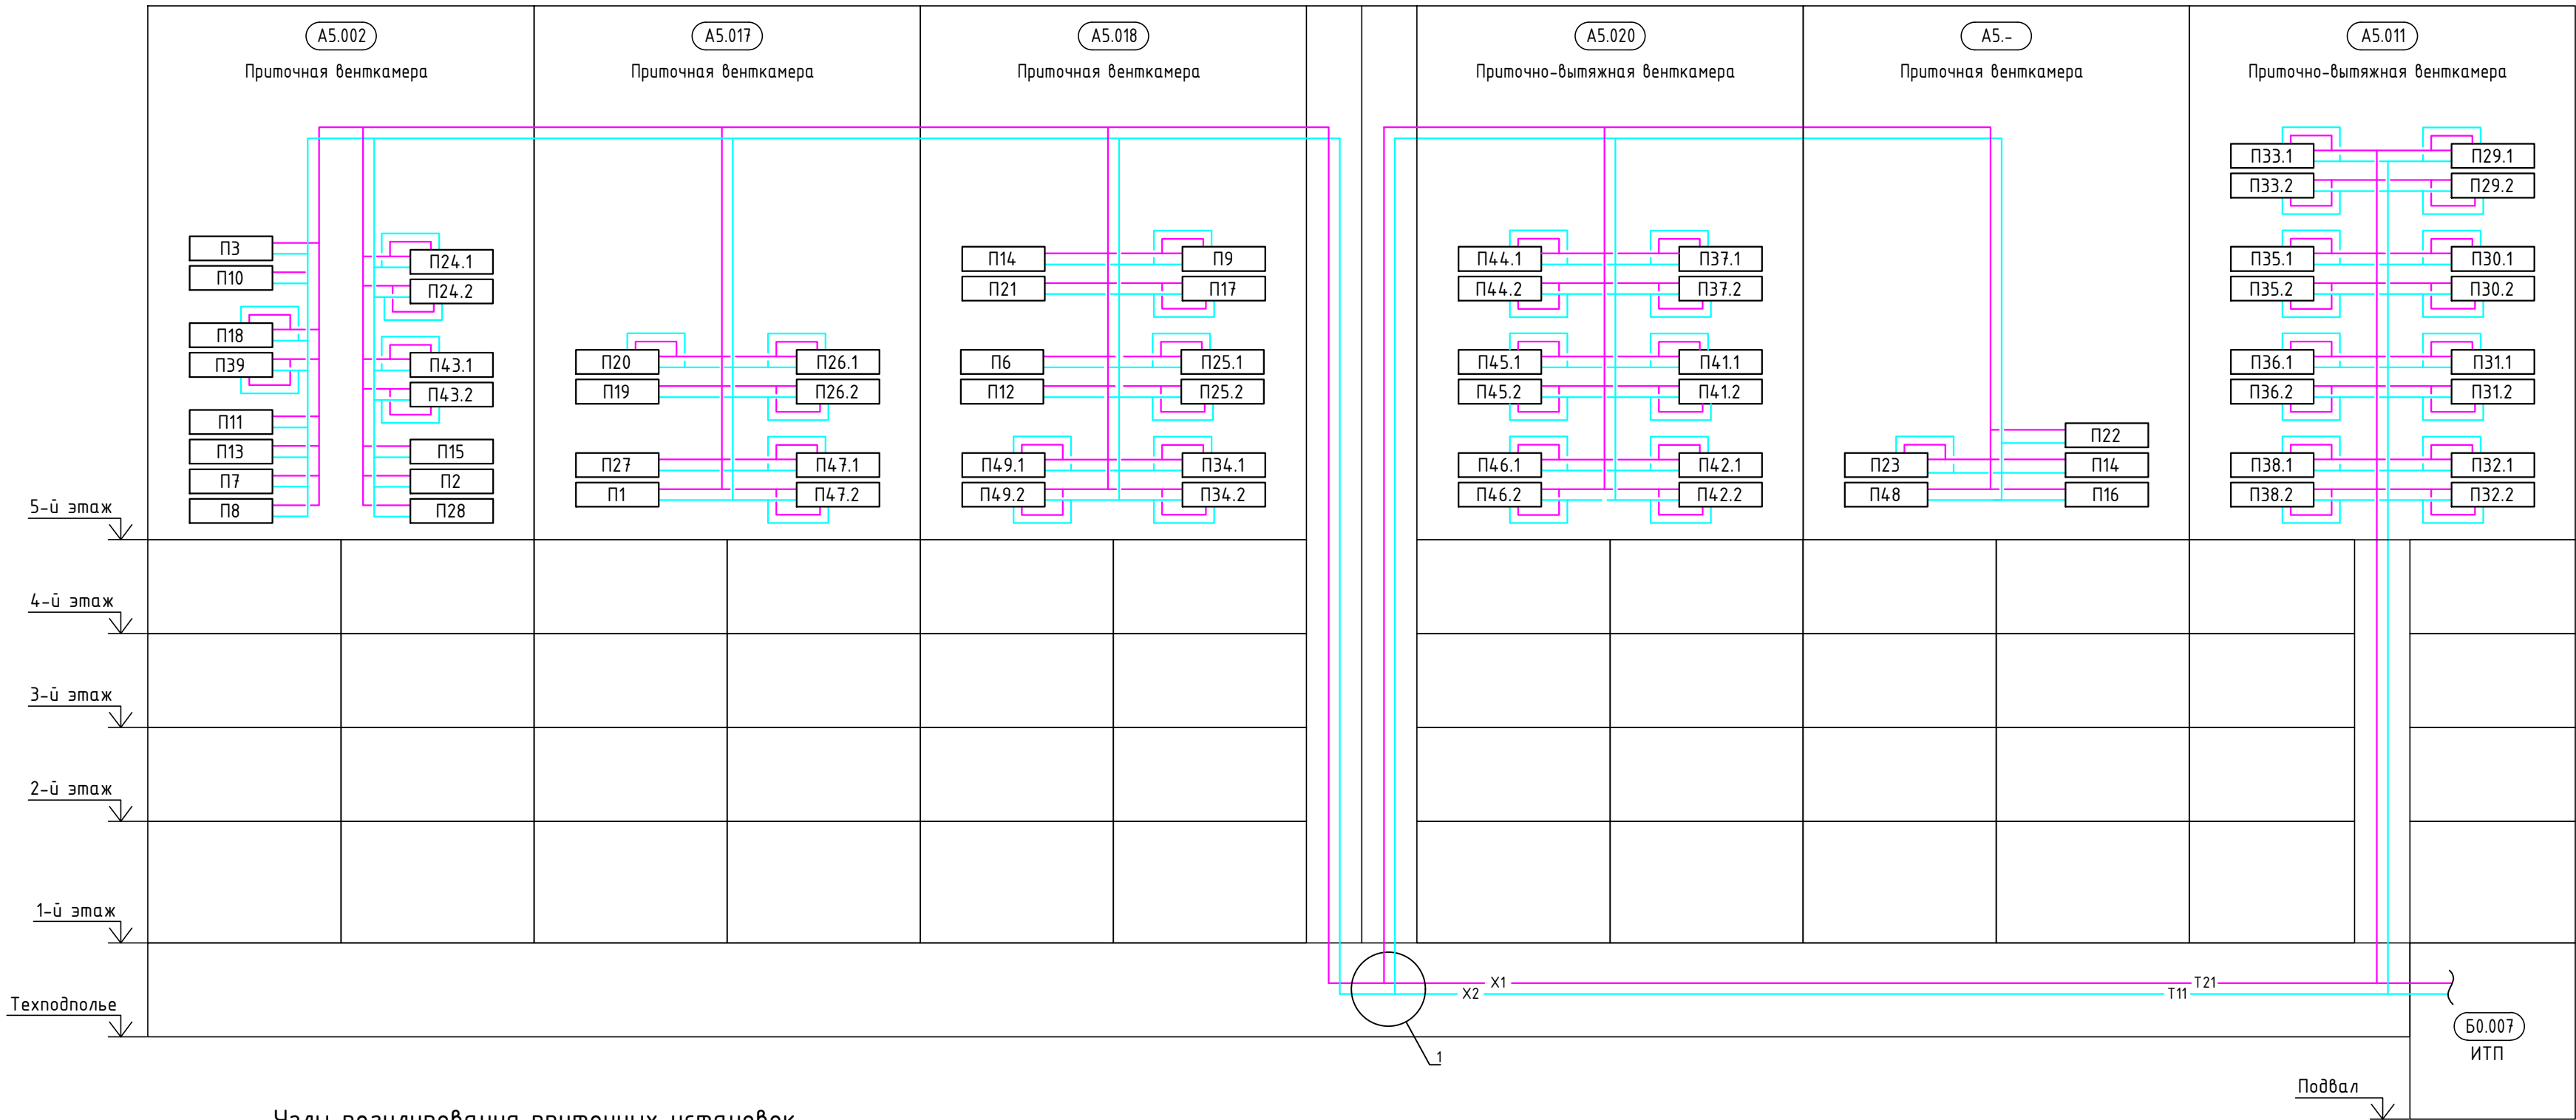 А5.002
Приточная венткамера
А5.017
Приточная венткамера
А5.018
Приточная венткамера
А5.020
Приточно-вытяжная венткамера
А5.-
Приточная венткамера
А5.011
Приточно-вытяжная венткамера
П3
П10
П18
П39
П11
П13
П7
П8
П24.1
П24.2
П43.1
П43.2
П15
П2
П28
П20
П19
П27
П1
П26.1
П26.2
П47.1
П47.2
П14
П21
П6
П12
П49.1
П49.2
П9
П17
П25.1
П25.2
П34.1
П34.2
П44.1
П44.2
П45.1
П45.2
П46.1
П46.2
П37.1
П37.2
П41.1
П41.2
П42.1
П42.2
П23
П48
П22
П14
П16
П33.1
П33.2
П35.1
П35.2
П36.1
П36.2
П38.1
П38.2
П29.1
П29.2
П30.1
П30.2
П31.1
П31.2
П32.1
П32.2
5-й этаж
4-й этаж
3-й этаж
2-й этаж
1-й этаж
Техподполье
Х1
Х2
Т21
Т11
1
Б0.007
ИТП
Подвал
Узлы регулирования приточных установок